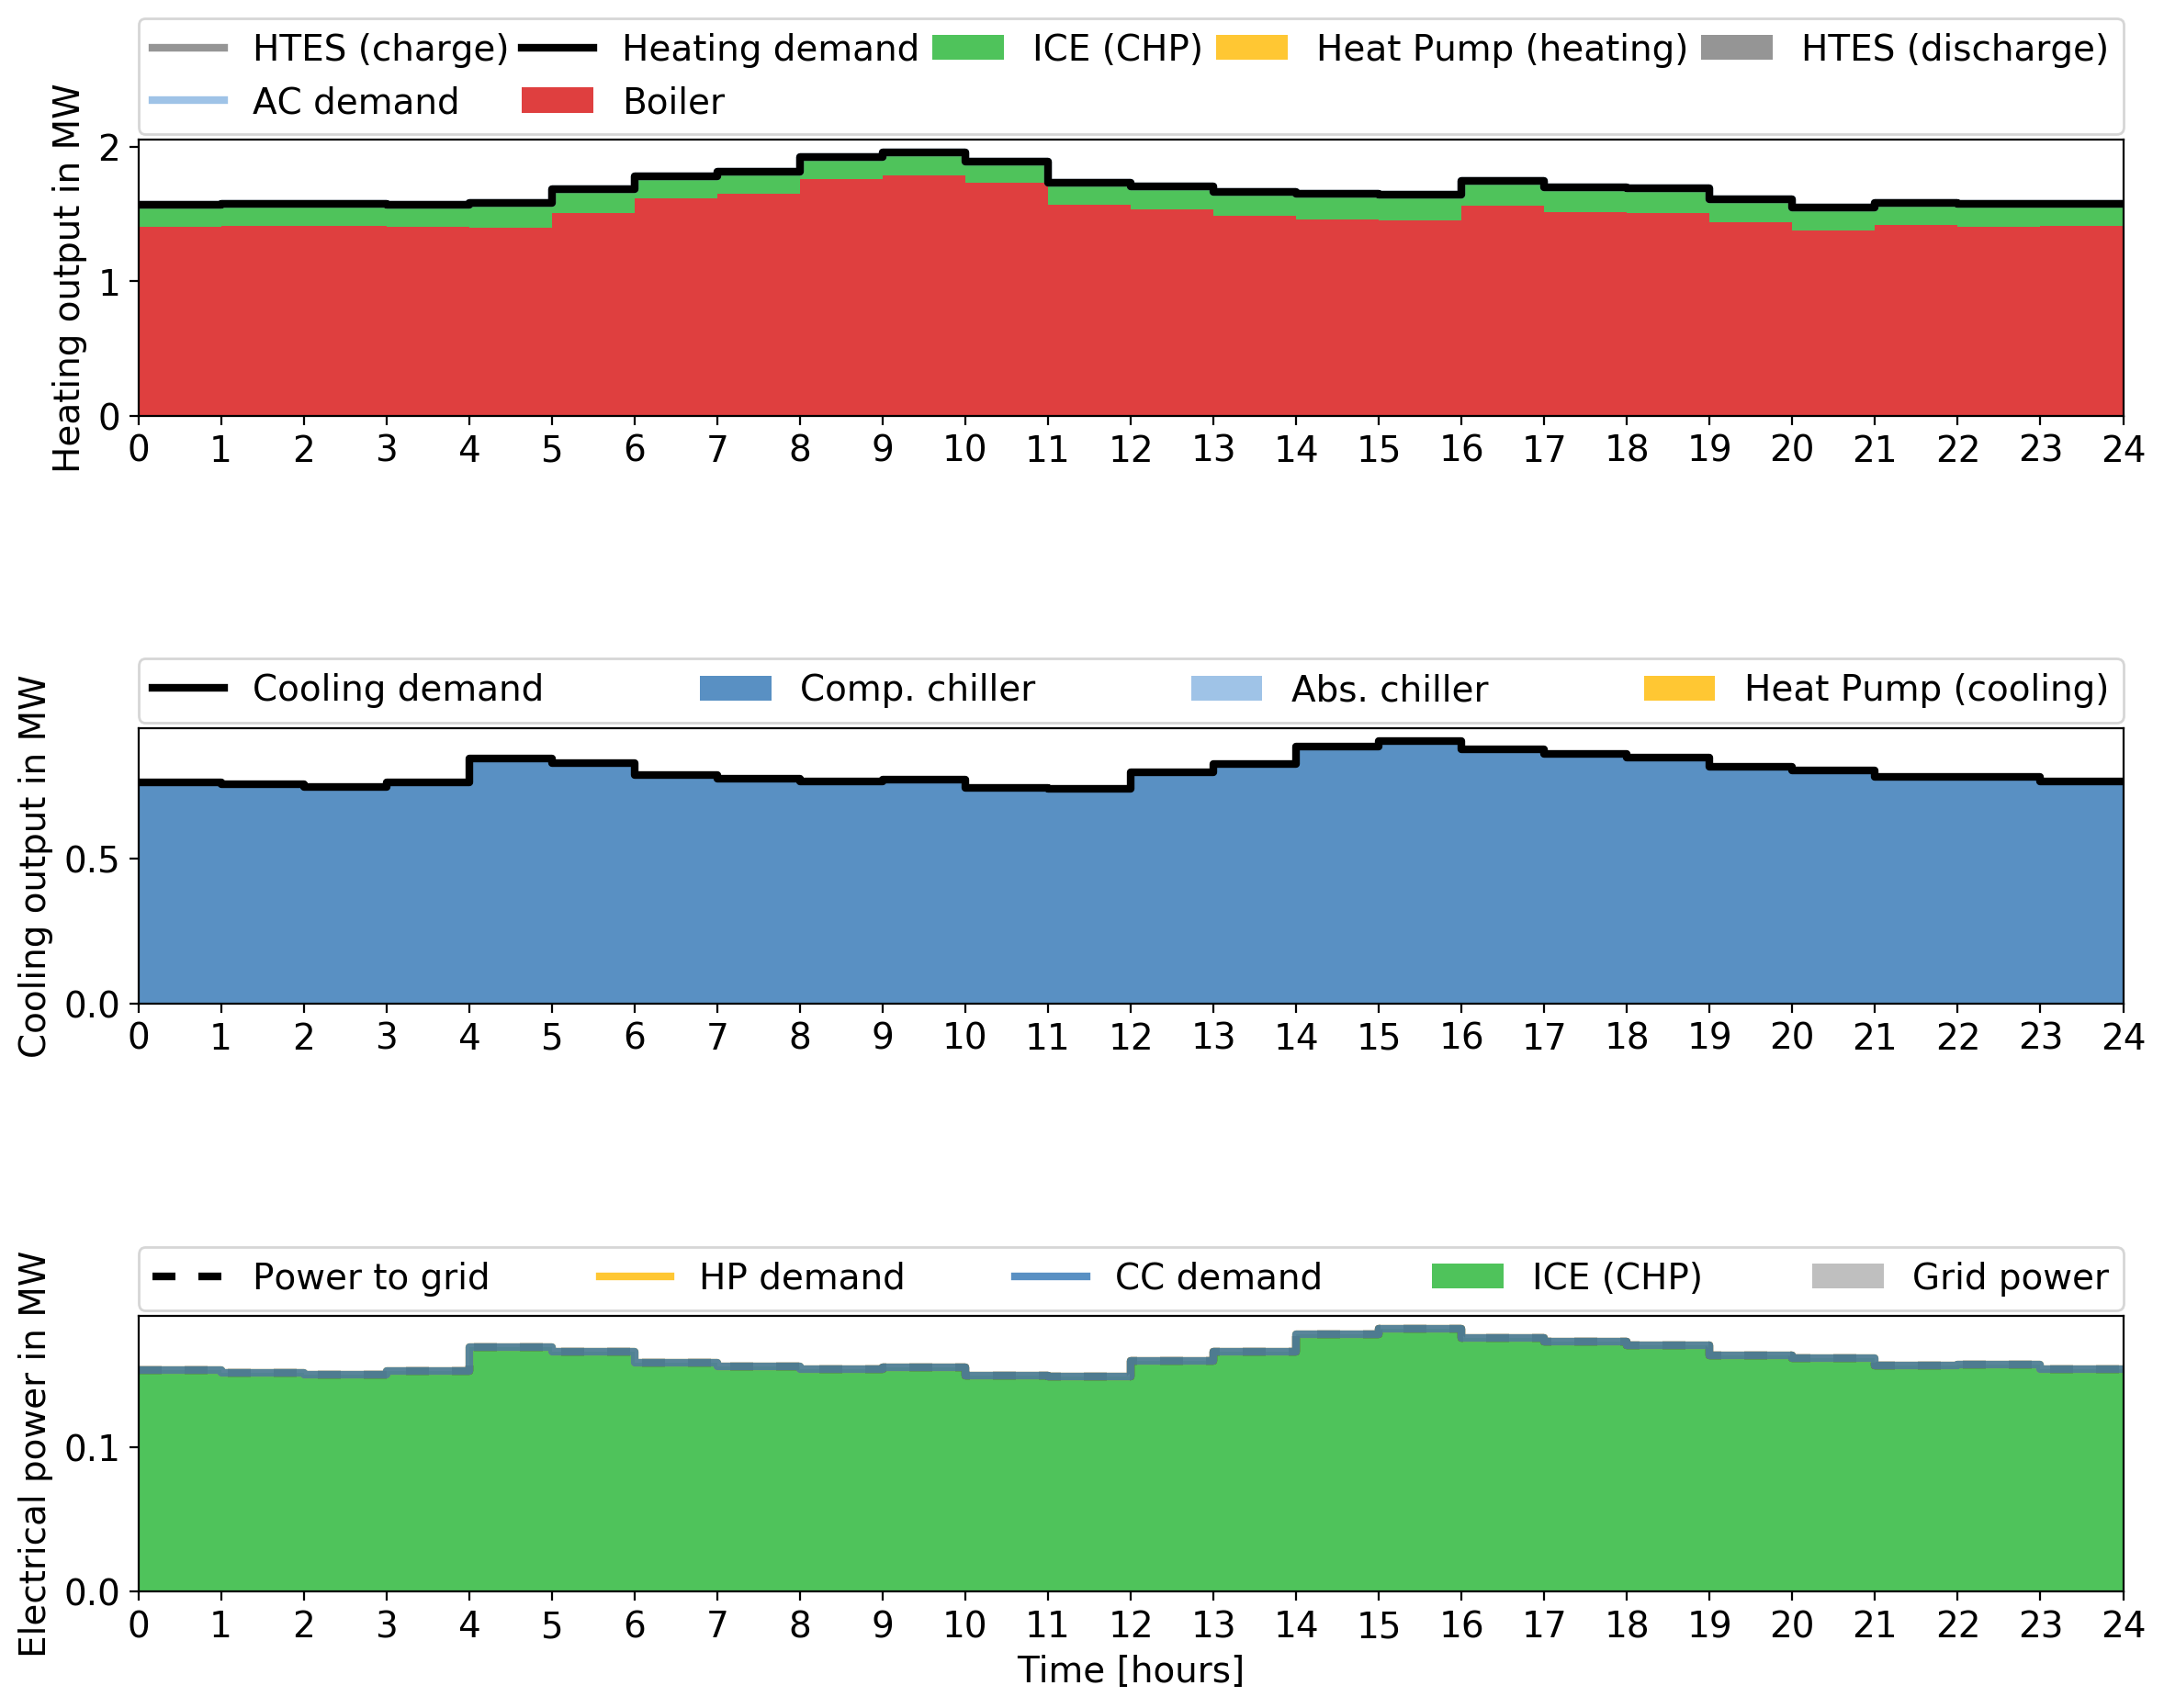 HTES (charge) Heating demand ICE (CHP) Heat Pump (heating) HTES (discharge)
AC demand Boiler
Heating output in MW
2
1
0
0 1 2 3 4 5 6 7 8 9 10 11 12 13 14 15 16 17 18 19 20 21 22 23 24
Cooling demand Comp. chiller Abs. chiller Heat Pump (cooling)
Cooling output in MW
0.5
0.0
0 1 2 3 4 5 6 7 8 9 10 11 12 13 14 15 16 17 18 19 20 21 22 23 24
Power to grid HP demand CC demand ICE (CHP) Grid power
Electrical power in MW
0.1
0.0
0 1 2 3 4 5 6 7 8 9 10 11 12 13 14 15 16 17 18 19 20 21 22 23 24
Time [hours]